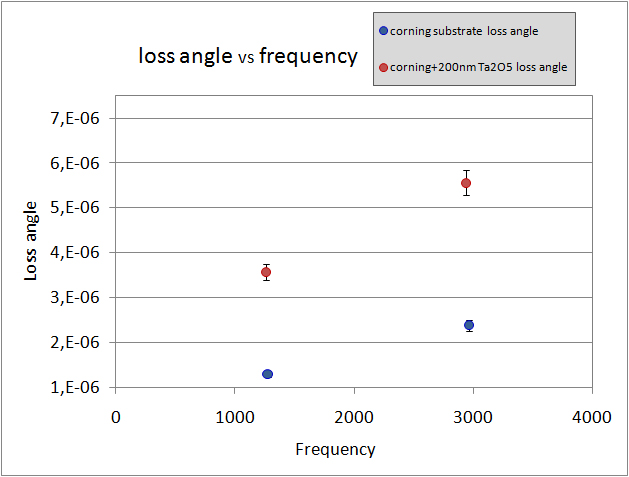 loss angle vs frequency
corning substrate loss angle
corning+200nm Ta2O5 loss angle
7,E-06
6,E-06
5,E-06
4,E-06
3,E-06
2,E-06
1,E-06
Loss angle
0 1000 2000 3000 4000
Frequency